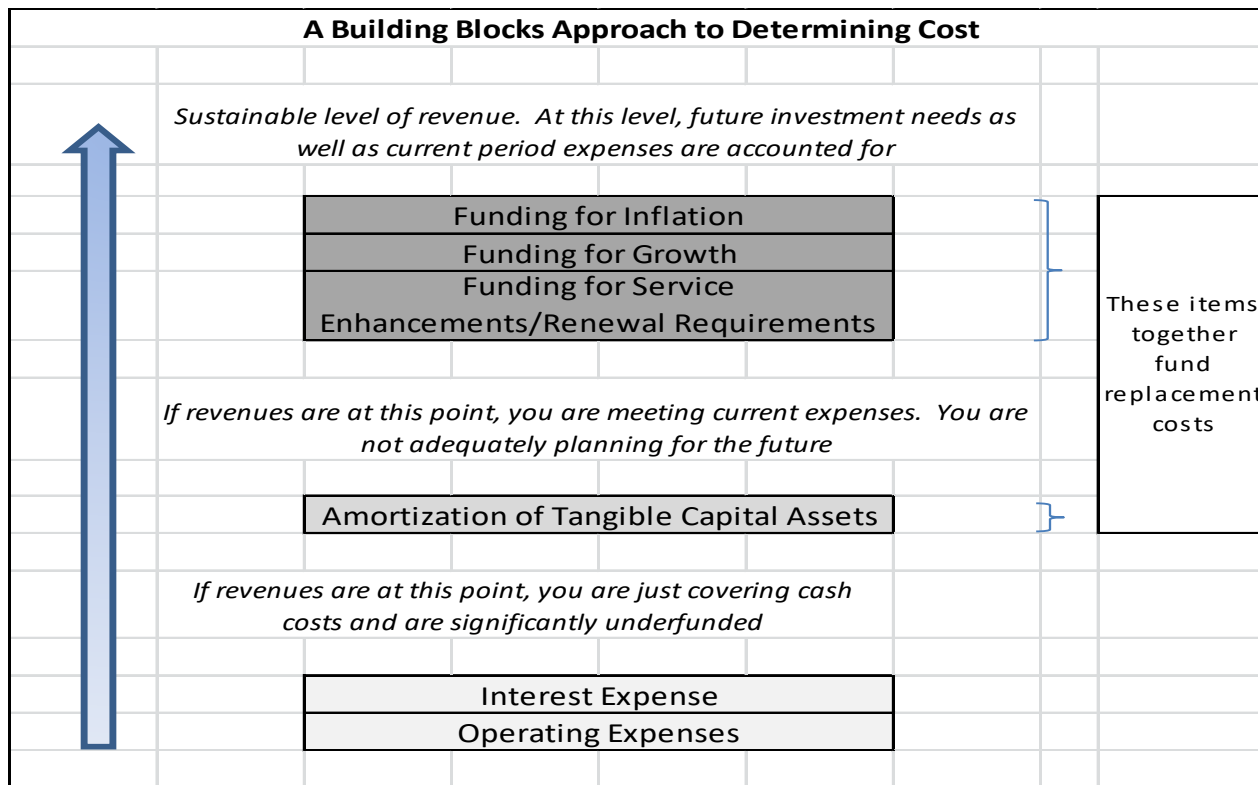 A Building Blocks Approach to Determining Cost
Sustainable level of revenue. At this level, future investment needs as
well as current period expenses are accounted for
Funding for Inflation
Funding for Growth
Funding for Service
Enhancements/Renewal Requirements
These items
together
fund
replacement
costs
If revenues are at this point, you are meeting current expenses. You are
not adequately planning for the future
Amortization of Tangible Capital Assets
If revenues are at this point, you are just covering cash
costs and are significantly underfunded
Interest Expense
Operating Expenses